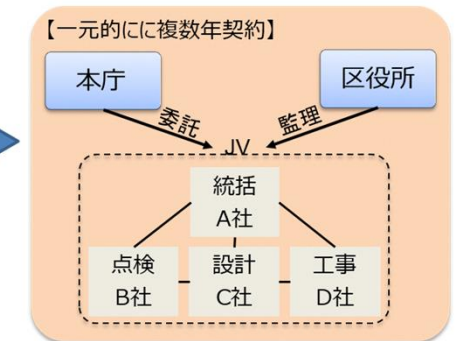 【一元的にに複数年契約】
本庁
区役所
委託
監理
JV
統括
A社
点検
B社
設計
C社
工事
D社